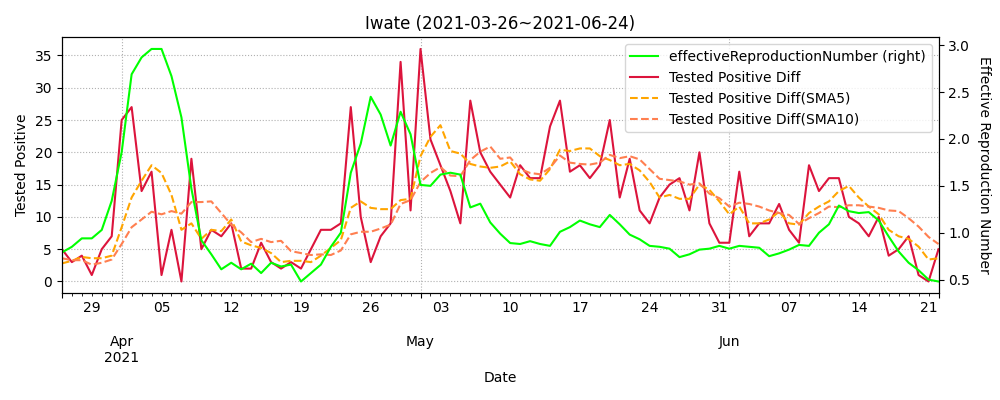 Iwate (2021-03-26~2021-06-24)
effectiveReproductionNumber (right)
Tested Positive Diff
Tested Positive Diff(SMA5)
Tested Positive Diff(SMA10)
Tested Positive
35
30
25
20
15
10
5
0
3.0
2.5
2.0
1.5
1.0
0.5
Effective Reproduction Number
29 05 12 19 26 03 10 17 24 31 07 14 21
Apr May Jun
2021
Date